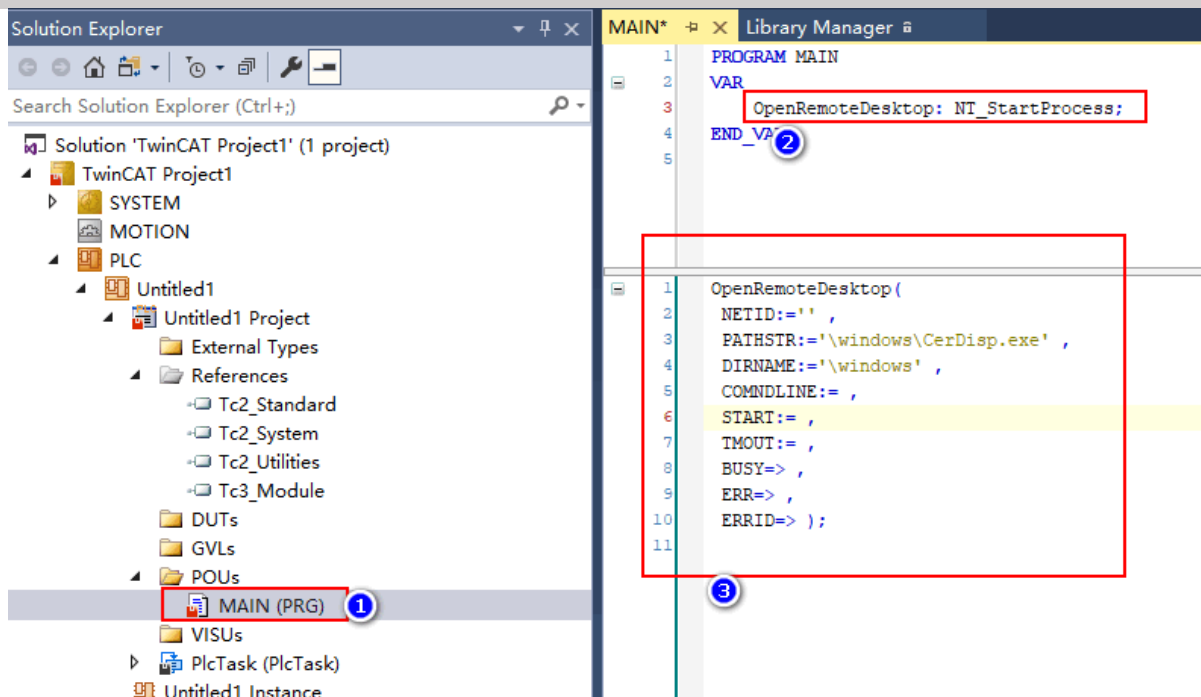 Solution Explorer
Search Solution Explorer (Ctrl+;)
Solution 'TwinCAT Project1' (1 project)
TwinCAT Project1
SYSTEM
MOTION
PLC
Untitled1
Untitled1 Project
External Types
References
Tc2_Standard
Tc2_System
Tc2_Utilities
Tc3_Module
DUTs
GVLs
POUs
MAIN (PRG) 1
VISUs
PlcTask (PlcTask)
Untitled1 Instance
MAIN* Library Manager
1 PROGRAM MAIN
2 VAR
3 OpenRemoteDesktop: NT_StartProcess;
4 END_VAR
2
5
1 OpenRemoteDesktop(
2 NETID:='' ,
3 PATHSTR:='\windows\CerDisp.exe' ,
4 DIRNAME:='\windows' ,
5 COMNDLINE:= ,
6 START:= ,
7 TMOUT:= ,
8 BUSY=> ,
9 ERR=> ,
10 ERRID=> );
11
3